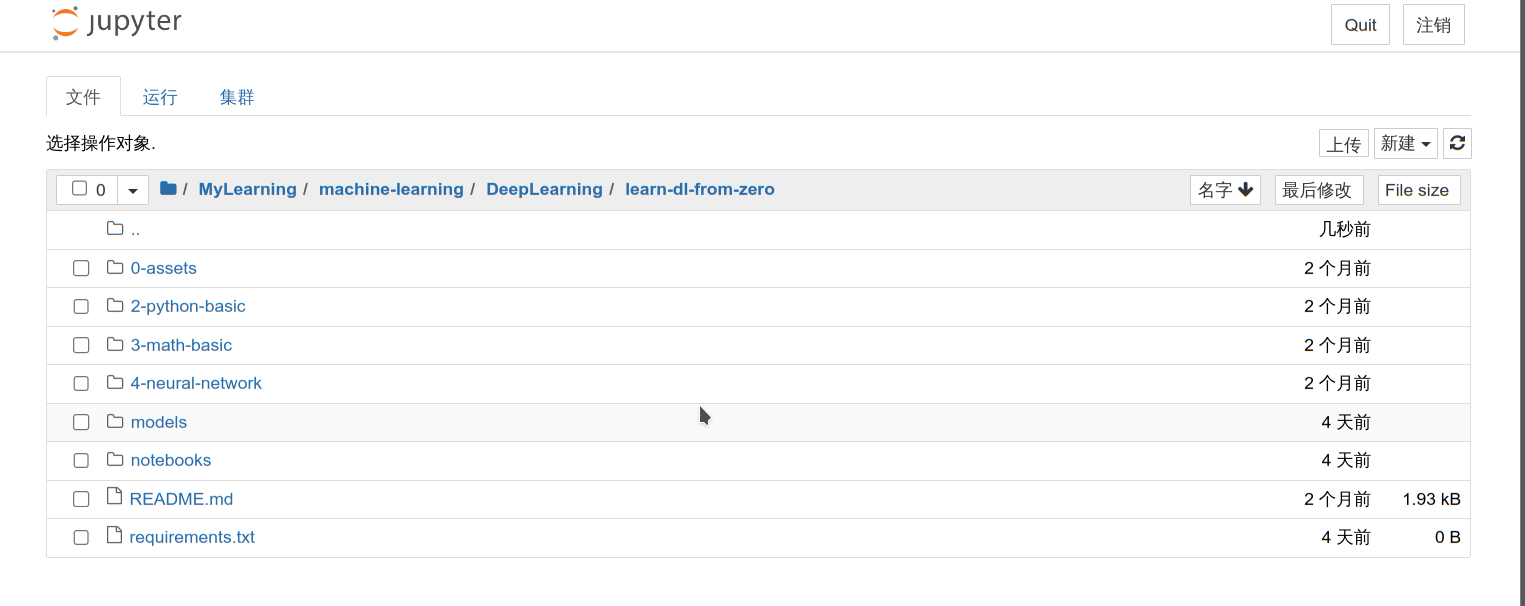 jupyter Quit 注销
文件 运行 集群
选择操作对象. 上传 新建
0 / MyLearning / machine-learning / DeepLearning / learn-dl-from-zero 名字 最后修改 File size
.. 几秒前
0-assets 2 个月前
2-python-basic 2 个月前
3-math-basic 2 个月前
4-neural-network 2 个月前
models 4 天前
notebooks 4 天前
README.md 2 个月前 1.93 kB
requirements.txt 4 天前 0 B